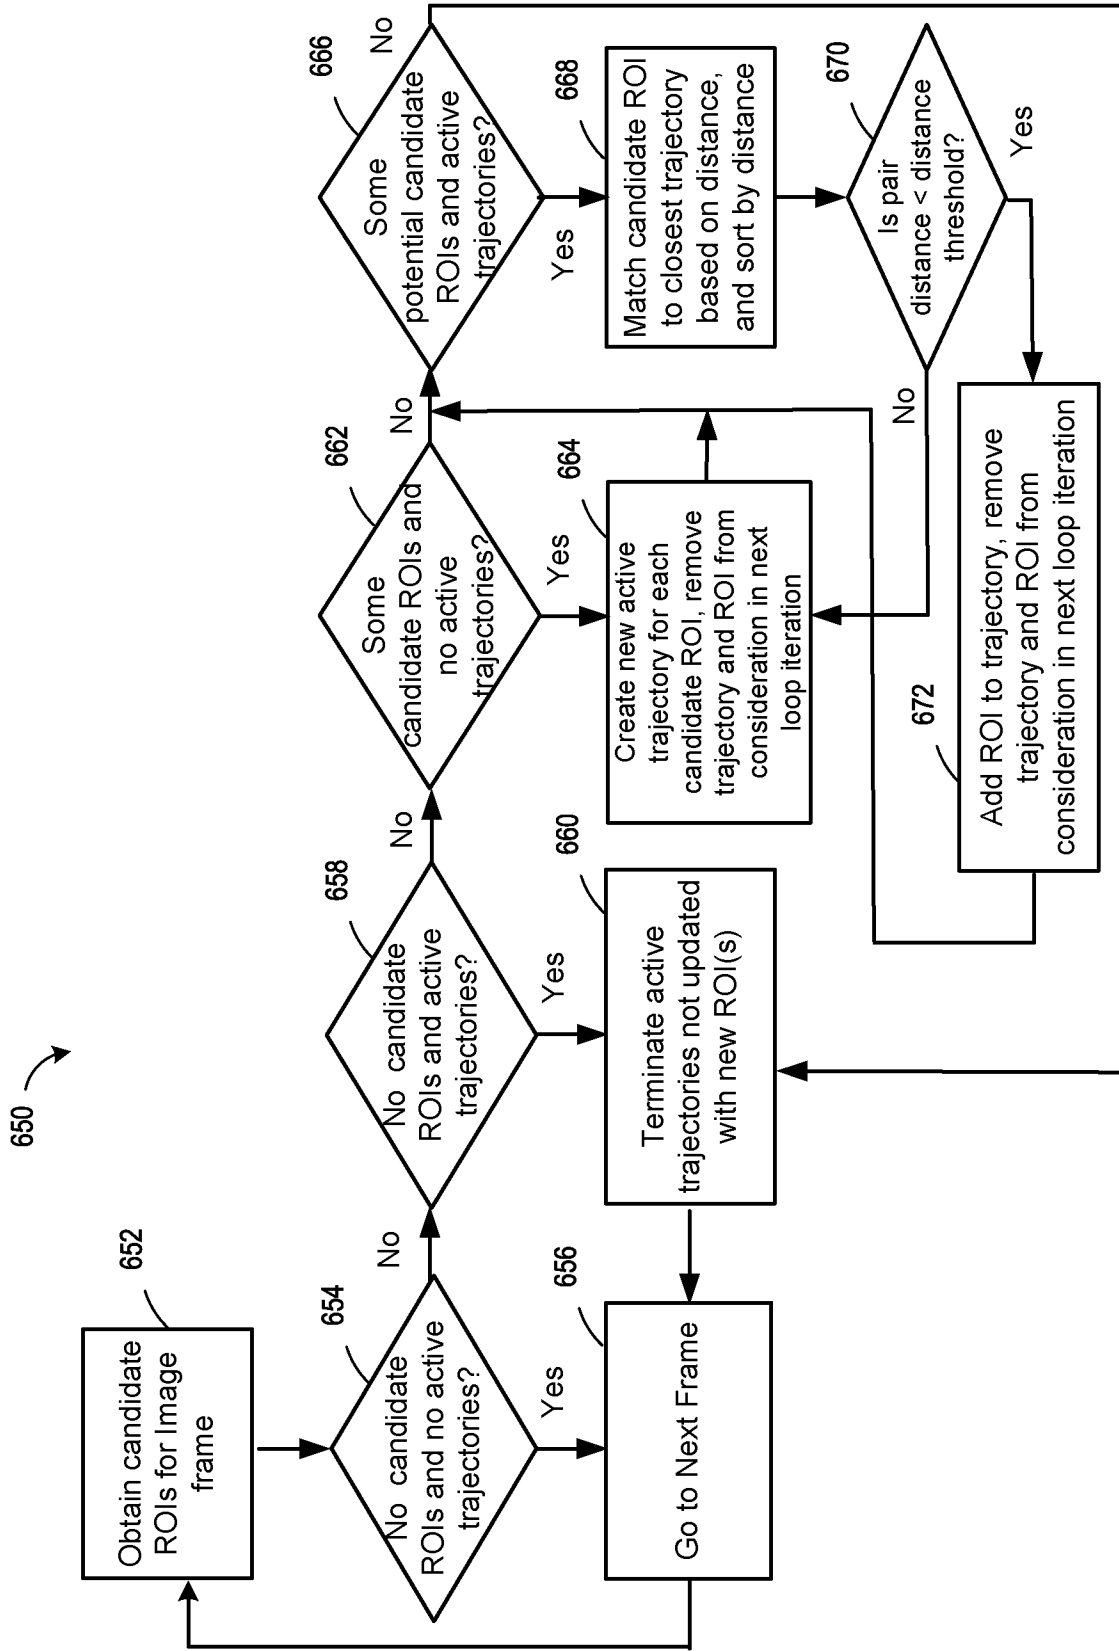 650
652
Obtain candidate
ROIs for Image
frame
654
No candidate
ROIs and no active
trajectories?
No
Yes
656
Go to Next Frame
658
No candidate
ROIs and active
trajectories?
No
Yes
660
Terminate active
trajectories not updated
with new ROI(s)
662
Some
candidate ROIs and
no active
trajectories?
No
Yes
664
Create new active
trajectory for each
candidate ROI, remove
trajectory and ROI from
consideration in next
loop iteration
666
Some
potential candidate
ROIs and active
trajectories?
No
Yes
668
Match candidate ROI
to closest trajectory
based on distance,
and sort by distance
670
Is pair
distance < distance
threshold?
No
Yes
672
Add ROI to trajectory, remove
trajectory and ROI from
consideration in next loop iteration